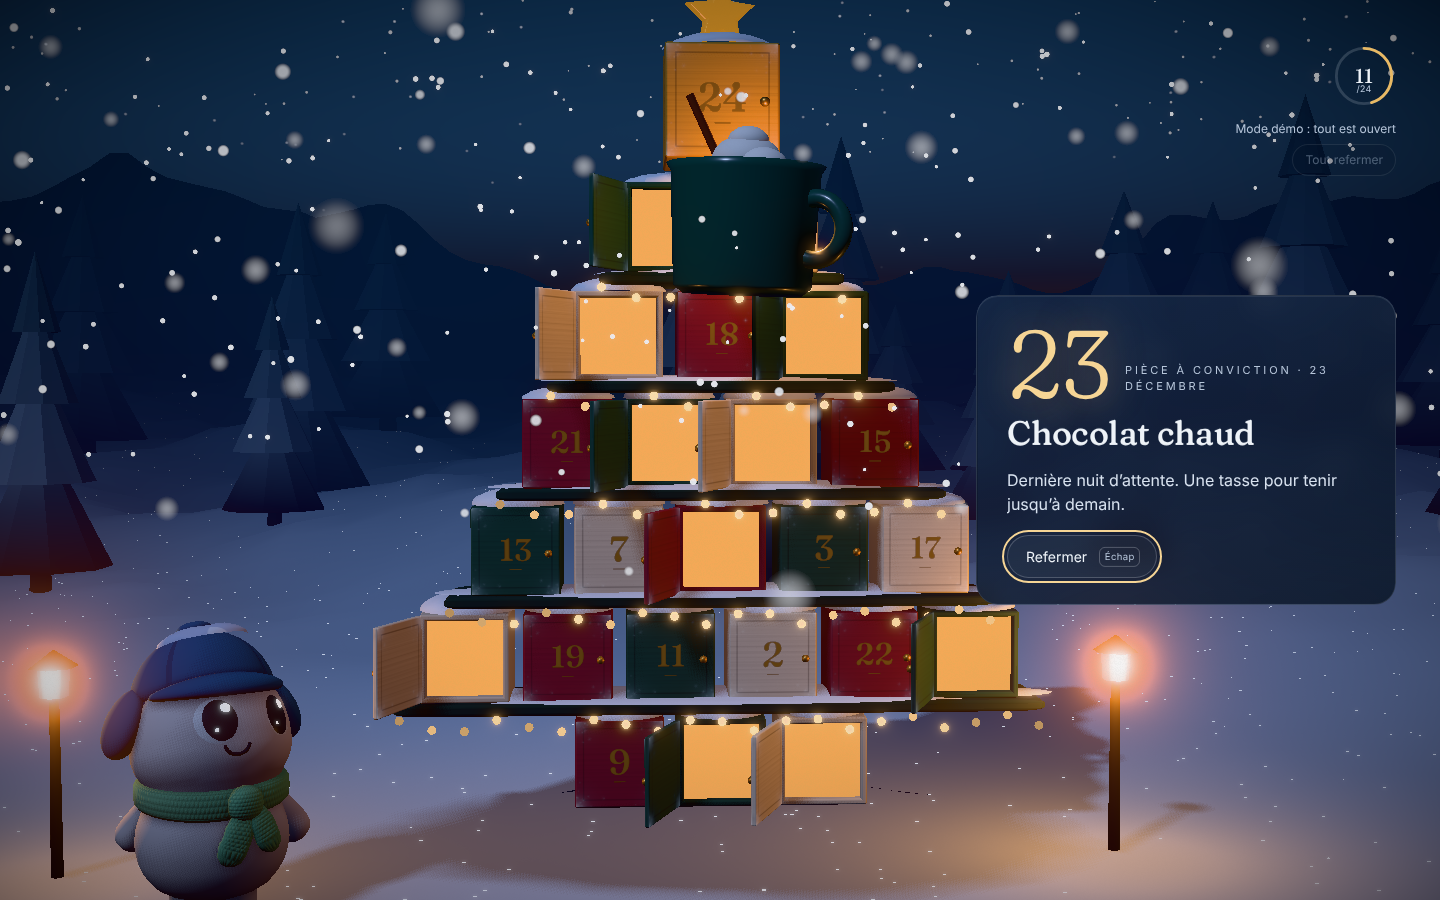 24
11
/24
Mode démo : tout est ouvert
Tout refermer
18
23
PIÈCE À CONVICTION · 23
DÉCEMBRE
Chocolat chaud
Dernière nuit d’attente. Une tasse pour tenir
jusqu’à demain.
Refermer Échap
21
15
13
7
3
17
19
11
2
22
9